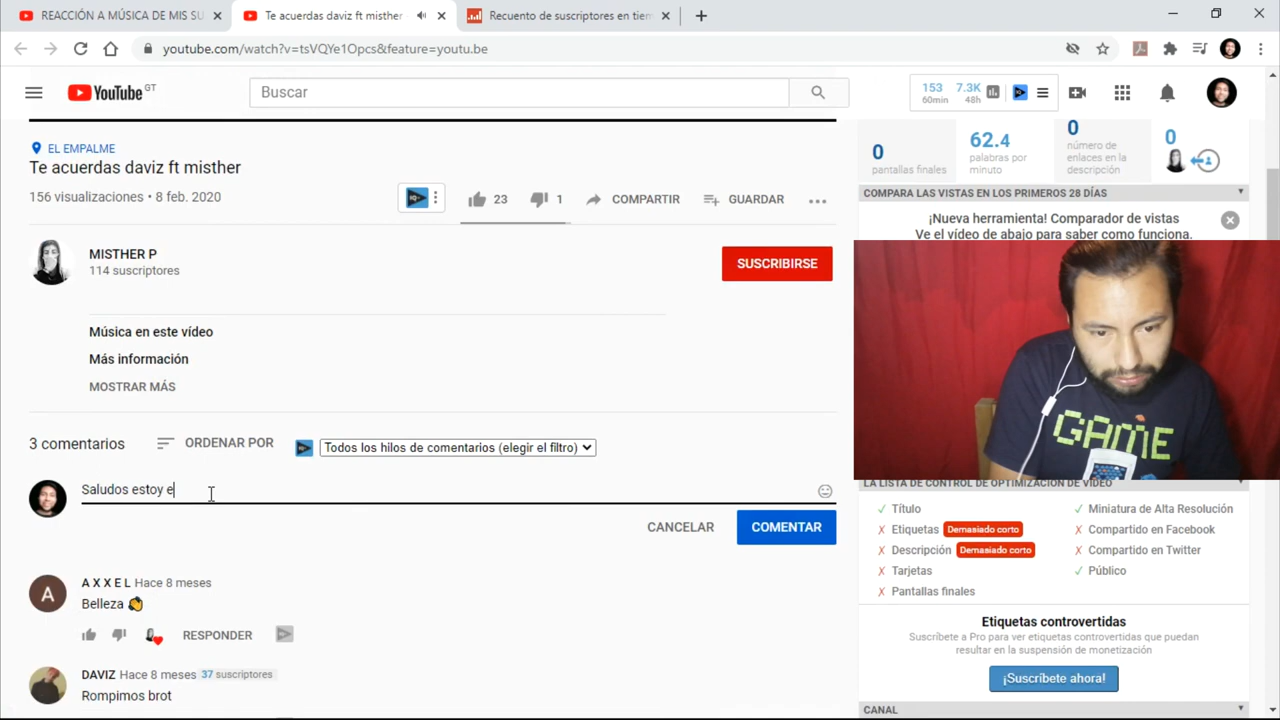 REACCIÓN A MÚSICA DE MIS SU
Te acuerdas daviz ft misther
Recuento de suscriptores en tiem
youtube.com/watch?v=tsVQYe1Opcs&feature=youtu.be
YouTube GT
Buscar
153
60min
7.3K
48h
EL EMPALME
Te acuerdas daviz ft misther
156 visualizaciones • 8 feb. 2020
23
1
COMPARTIR
GUARDAR
MISTHER P
114 suscriptores
SUSCRIBIRSE
Música en este vídeo
Más información
MOSTRAR MÁS
3 comentarios
ORDENAR POR
Todos los hilos de comentarios (elegir el filtro)
Saludos estoy e
CANCELAR
COMENTAR
A
A X X E L Hace 8 meses
Belleza 👏
RESPONDER
DAVIZ Hace 8 meses 37 suscriptores
Rompimos brot
0
pantallas finales
62.4
palabras por
minuto
0
número de
enlaces en la
descripción
0
COMPARA LAS VISTAS EN LOS PRIMEROS 28 DÍAS
¡Nueva herramienta! Comparador de vistas
Ve el vídeo de abajo para saber como funciona.
GAME
LA LISTA DE CONTROL DE OPTIMIZACIÓN DE VÍDEO
✓ Título
✗ Etiquetas Demasiado corto
✗ Descripción Demasiado corto
✗ Tarjetas
✗ Pantallas finales
✓ Miniatura de Alta Resolución
✗ Compartido en Facebook
✗ Compartido en Twitter
✓ Público
Etiquetas controvertidas
Suscríbete a Pro para ver etiquetas controvertidas que puedan
resultar en la suspensión de monetización
¡Suscríbete ahora!
CANAL